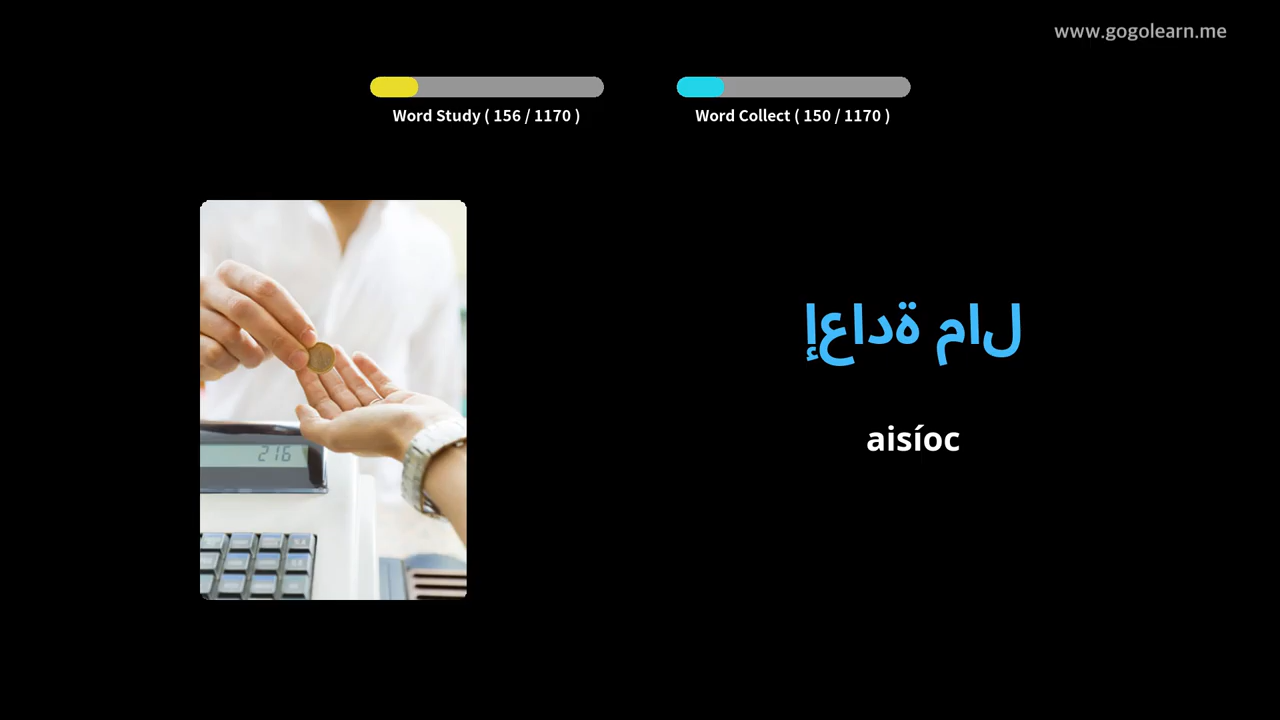 www.gogolearn.me
Word Study ( 156 / 1170 )
Word Collect ( 150 / 1170 )
إعادة مال
aisíoc
216